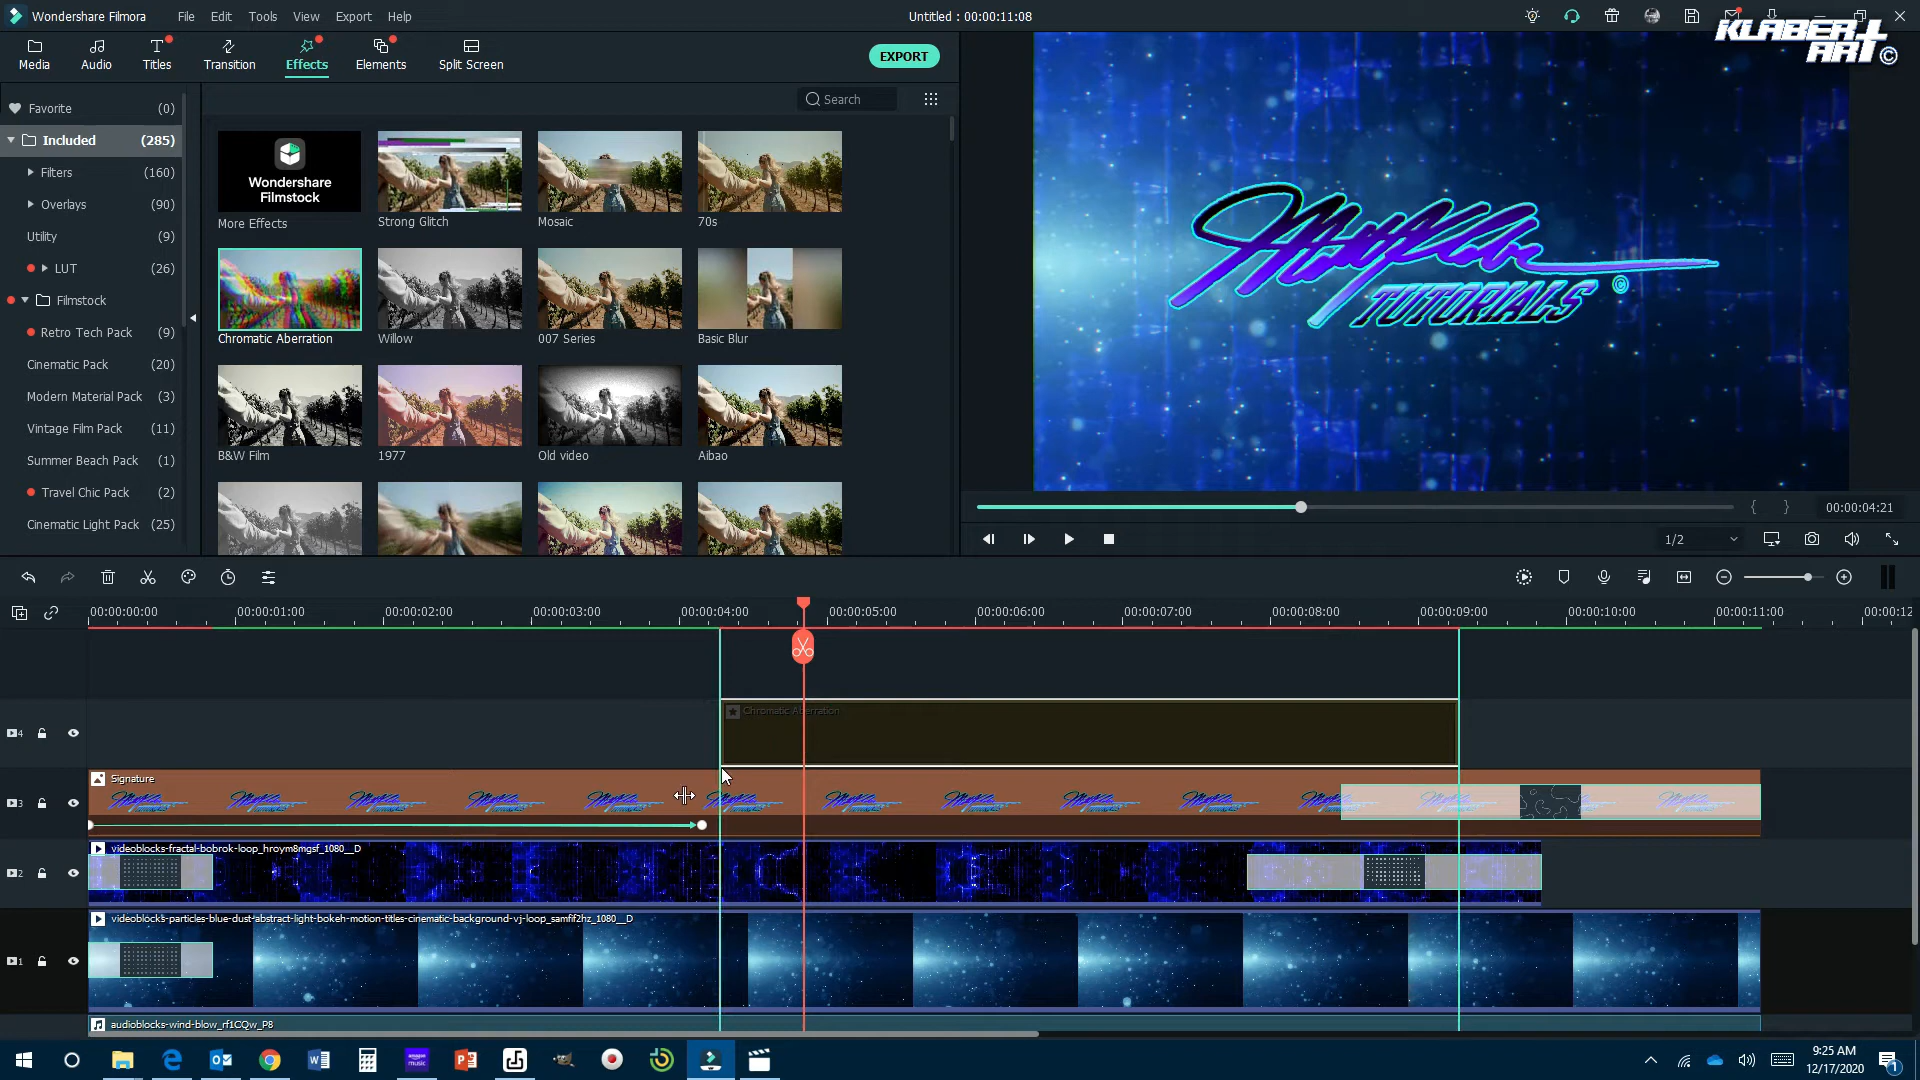 Wondershare Filmora
File
Edit
Tools
View
Export
Help
Untitled : 00:00:11:08
KLABER
ART ©
Media
Audio
Titles
Transition
Effects
Elements
Split Screen
EXPORT
Favorite (0)
Included (285)
Filters (160)
Overlays (90)
Utility (9)
LUT (26)
Filmstock
Retro Tech Pack (9)
Cinematic Pack (20)
Modern Material Pack (3)
Vintage Film Pack (11)
Summer Beach Pack (1)
Travel Chic Pack (2)
Cinematic Light Pack (25)
Search
Wondershare
Filmstock
More Effects
Strong Glitch
Mosaic
70s
Chromatic Aberration
Willow
007 Series
Basic Blur
B&W Film
1977
Old video
Aibao
TUTORIALS ©
00:00:04:21
1/2
00:00:00:00
00:00:01:00
00:00:02:00
00:00:03:00
00:00:04:00
00:00:05:00
00:00:06:00
00:00:07:00
00:00:08:00
00:00:09:00
00:00:10:00
00:00:11:00
00:00:12
4
Chromatic Aberration
3
Signature
2
videoblocks-fractal-bobrok-loop_hroym8mgsf_1080__D
1
videoblocks-particles-blue-dust-abstract-light-bokeh-motion-titles-cinematic-background-vj-loop_samfif2hz_1080__D
audioblocks-wind-blow_rf1CQw_P8
amazon
music
9:25 AM
12/17/2020
1